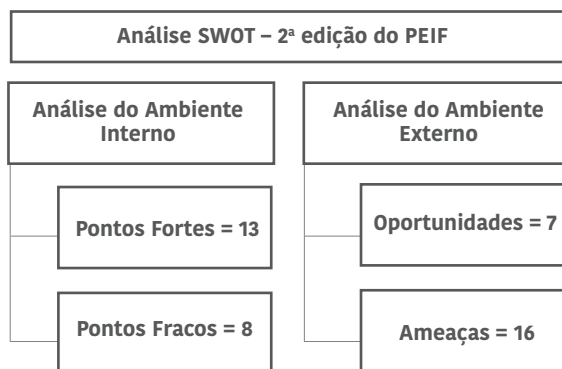 Análise SWOT – 2ª edição do PEIF
Análise do Ambiente
Interno
Pontos Fortes = 13
Pontos Fracos = 8
Análise do Ambiente
Externo
Oportunidades = 7
Ameaças = 16